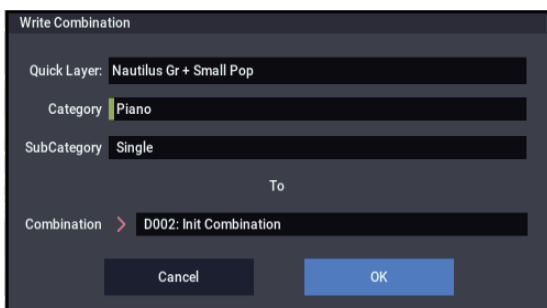 Write Combination
Quick Layer: Nautilus Gr + Small Pop
Category Piano
SubCategory Single
To
Combination > D002: Init Combination
Cancel OK